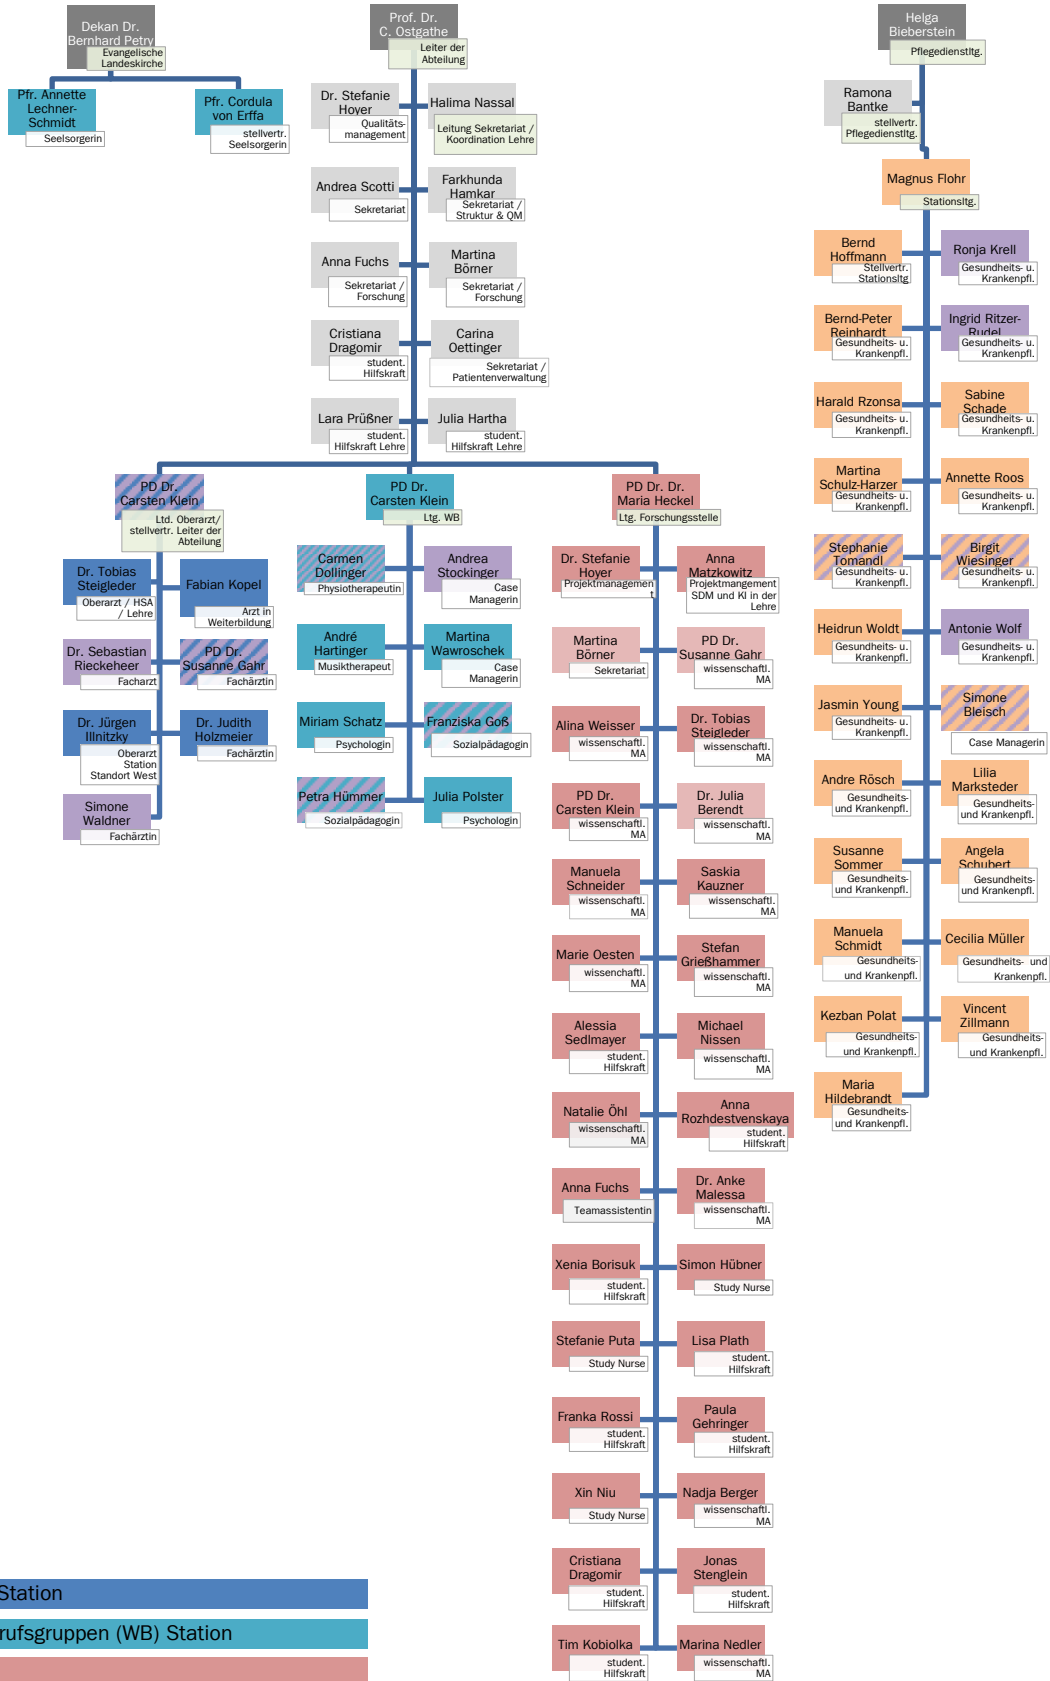 Dekan Dr.
Bernhard Petry
Evangelische
Landeskirche
Pfr. Annette
Lechner-
Schmidt
Seelsorgerin
Pfr. Cordula
von Erffa
stellvertr.
Seelsorgerin
Prof. Dr.
C. Ostgathe
Leiter der
Abteilung
Dr. Stefanie
Hoyer
Qualitäts-
management
Halima Nassal
Leitung Sekretariat /
Koordination Lehre
Andrea Scotti
Sekretariat
Farkhunda
Hamkar
Sekretariat /
Struktur & QM
Anna Fuchs
Sekretariat /
Forschung
Martina
Börner
Sekretariat /
Forschung
Cristiana
Dragomir
student.
Hilfskraft
Carina
Oettinger
Sekretariat /
Patientenverwaltung
Lara Prüßner
student.
Hilfskraft Lehre
Julia Hartha
student.
Hilfskraft Lehre
PD Dr.
Carsten Klein
Ltd. Oberarzt/
stellvertr. Leiter der
Abteilung
Dr. Tobias
Steigleder
Oberarzt / HSA
/ Lehre
Fabian Kopel
Arzt in
Weiterbildung
Dr. Sebastian
Rieckeheer
Facharzt
PD Dr.
Susanne Gahr
Fachärztin
Dr. Jürgen
Illnitzky
Oberarzt
Station
Standort West
Dr. Judith
Holzmeier
Fachärztin
Simone
Waldner
Fachärztin
PD Dr.
Carsten Klein
Ltg. WB
Carmen
Dollinger
Physiotherapeutin
Andrea
Stockinger
Case
Managerin
André
Hartinger
Musiktherapeut
Martina
Wawroschek
Case
Managerin
Miriam Schatz
Psychologin
Franziska Goß
Sozialpädagogin
Petra Hümmer
Sozialpädagogin
Julia Polster
Psychologin
PD Dr. Dr.
Maria Heckel
Ltg. Forschungsstelle
Dr. Stefanie
Hoyer
Projektmanagemen
t
Anna
Matzkowitz
Projektmangement
SDM und KI in der
Lehre
Martina
Börner
Sekretariat
PD Dr.
Susanne Gahr
wissenschaftl.
MA
Alina Weisser
wissenschaftl.
MA
Dr. Tobias
Steigleder
wissenschaftl.
MA
PD Dr.
Carsten Klein
wissenschaftl.
MA
Dr. Julia
Berendt
wissenschaftl.
MA
Manuela
Schneider
wissenschaftl.
MA
Saskia
Kauzner
wissenschaftl.
MA
Marie Oesten
wissenchaftl.
MA
Stefan
Grießhammer
wissenschaftl.
MA
Alessia
Sedlmayer
student.
Hilfskraft
Michael
Nissen
wissenschaftl.
MA
Natalie Öhl
wissenschaftl.
MA
Anna
Rozhdestvenskaya
student.
Hilfskraft
Anna Fuchs
Teamassistentin
Dr. Anke
Malessa
wissenschaftl.
MA
Xenia Borisuk
student.
Hilfskraft
Simon Hübner
Study Nurse
Stefanie Puta
Study Nurse
Lisa Plath
student.
Hilfskraft
Franka Rossi
student.
Hilfskraft
Paula
Gehringer
student.
Hilfskraft
Xin Niu
Study Nurse
Nadja Berger
wissenschaftl.
MA
Cristiana
Dragomir
student.
Hilfskraft
Jonas
Stenglein
student.
Hilfskraft
Tim Kobiolka
student.
Hilfskraft
Marina Nedler
wissenschaftl.
MA
Helga
Bieberstein
Pflegedienstltg.
Ramona
Bantke
stellvertr.
Pflegedienstltg.
Magnus Flohr
Stationsltg.
Bernd
Hoffmann
Stellvertr.
Stationsltg
Ronja Krell
Gesundheits- u.
Krankenpfl.
Bernd-Peter
Reinhardt
Gesundheits- u.
Krankenpfl.
Ingrid Ritzer-
Rudel
Gesundheits- u.
Krankenpfl.
Harald Rzonsa
Gesundheits- u.
Krankenpfl.
Sabine
Schade
Gesundheits- u.
Krankenpfl.
Martina
Schulz-Harzer
Gesundheits- u.
Krankenpfl.
Annette Roos
Gesundheits- u.
Krankenpfl.
Stephanie
Tomandl
Gesundheits- u.
Krankenpfl.
Birgit
Wiesinger
Gesundheits- u.
Krankenpfl.
Heidrun Woldt
Gesundheits- u.
Krankenpfl.
Antonie Wolf
Gesundheits- u.
Krankenpfl.
Jasmin Young
Gesundheits- u.
Krankenpfl.
Simone
Bleisch
Case Managerin
Andre Rösch
Gesundheits-
und Krankenpfl.
Lilia
Marksteder
Gesundheits-
und Krankenpfl.
Susanne
Sommer
Gesundheits-
und Krankenpfl.
Angela
Schubert
Gesundheits-
und Krankenpfl.
Manuela
Schmidt
Gesundheits-
und Krankenpfl.
Cecilia Müller
Gesundheits- und
Krankenpfl.
Kezban Polat
Gesundheits-
und Krankenpfl.
Vincent
Zillmann
Gesundheits-
und Krankenpfl.
Maria
Hildebrandt
Gesundheits-
und Krankenpfl.
Station
rufsgruppen (WB) Station